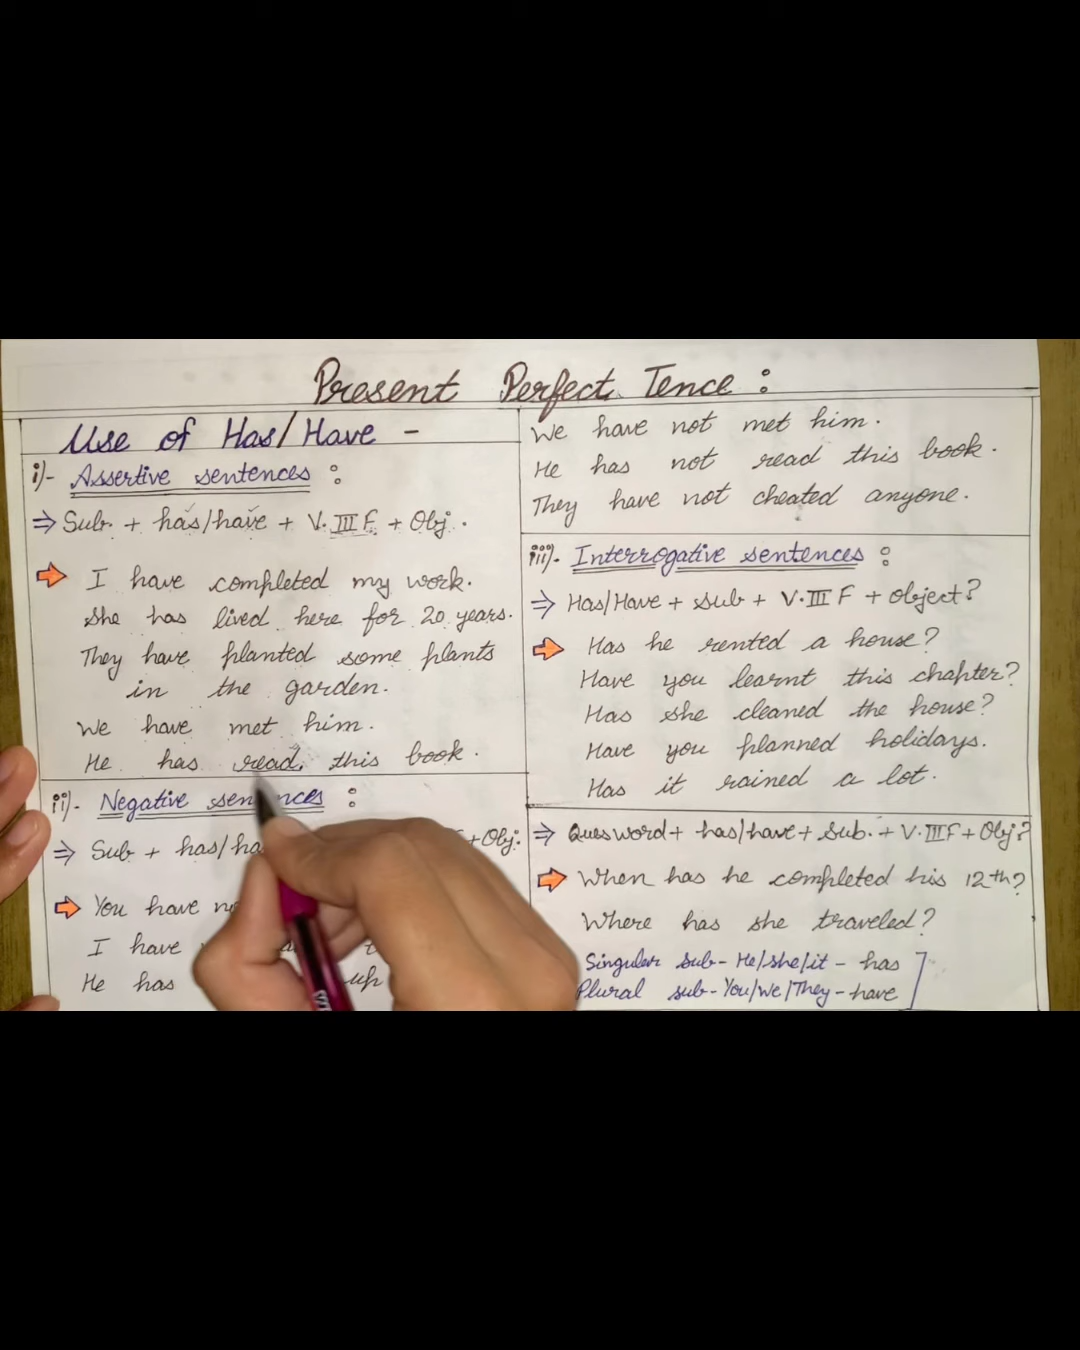 Present Perfect Tence :
Use of Has/Have -
i)- Assertive sentences :
⇒ Sub. + has/have + V. III F + Obj.
I have completed my work.
She has lived here for 20 years.
They have planted some plants
in the garden.
We have met him.
He has read this book.
ii)- Negative sentences :
⇒ Sub + has/ +Obj.
You have
I have
He has up
We have not met him.
He has not read this book.
They have not cheated anyone.
iii)- Interrogative sentences :
⇒ Has/Have + sub + V.III F + object?
Has he rented a house?
Have you learnt this chapter?
Has she cleaned the house?
Have you planned holidays.
Has it rained a lot.
⇒ Ques word + has/have + sub. + V.III F + Obj?
When has he completed his 12th?
Where has she traveled?
Singular sub - He/she/it - has
Plural sub - You/We/They - have
S